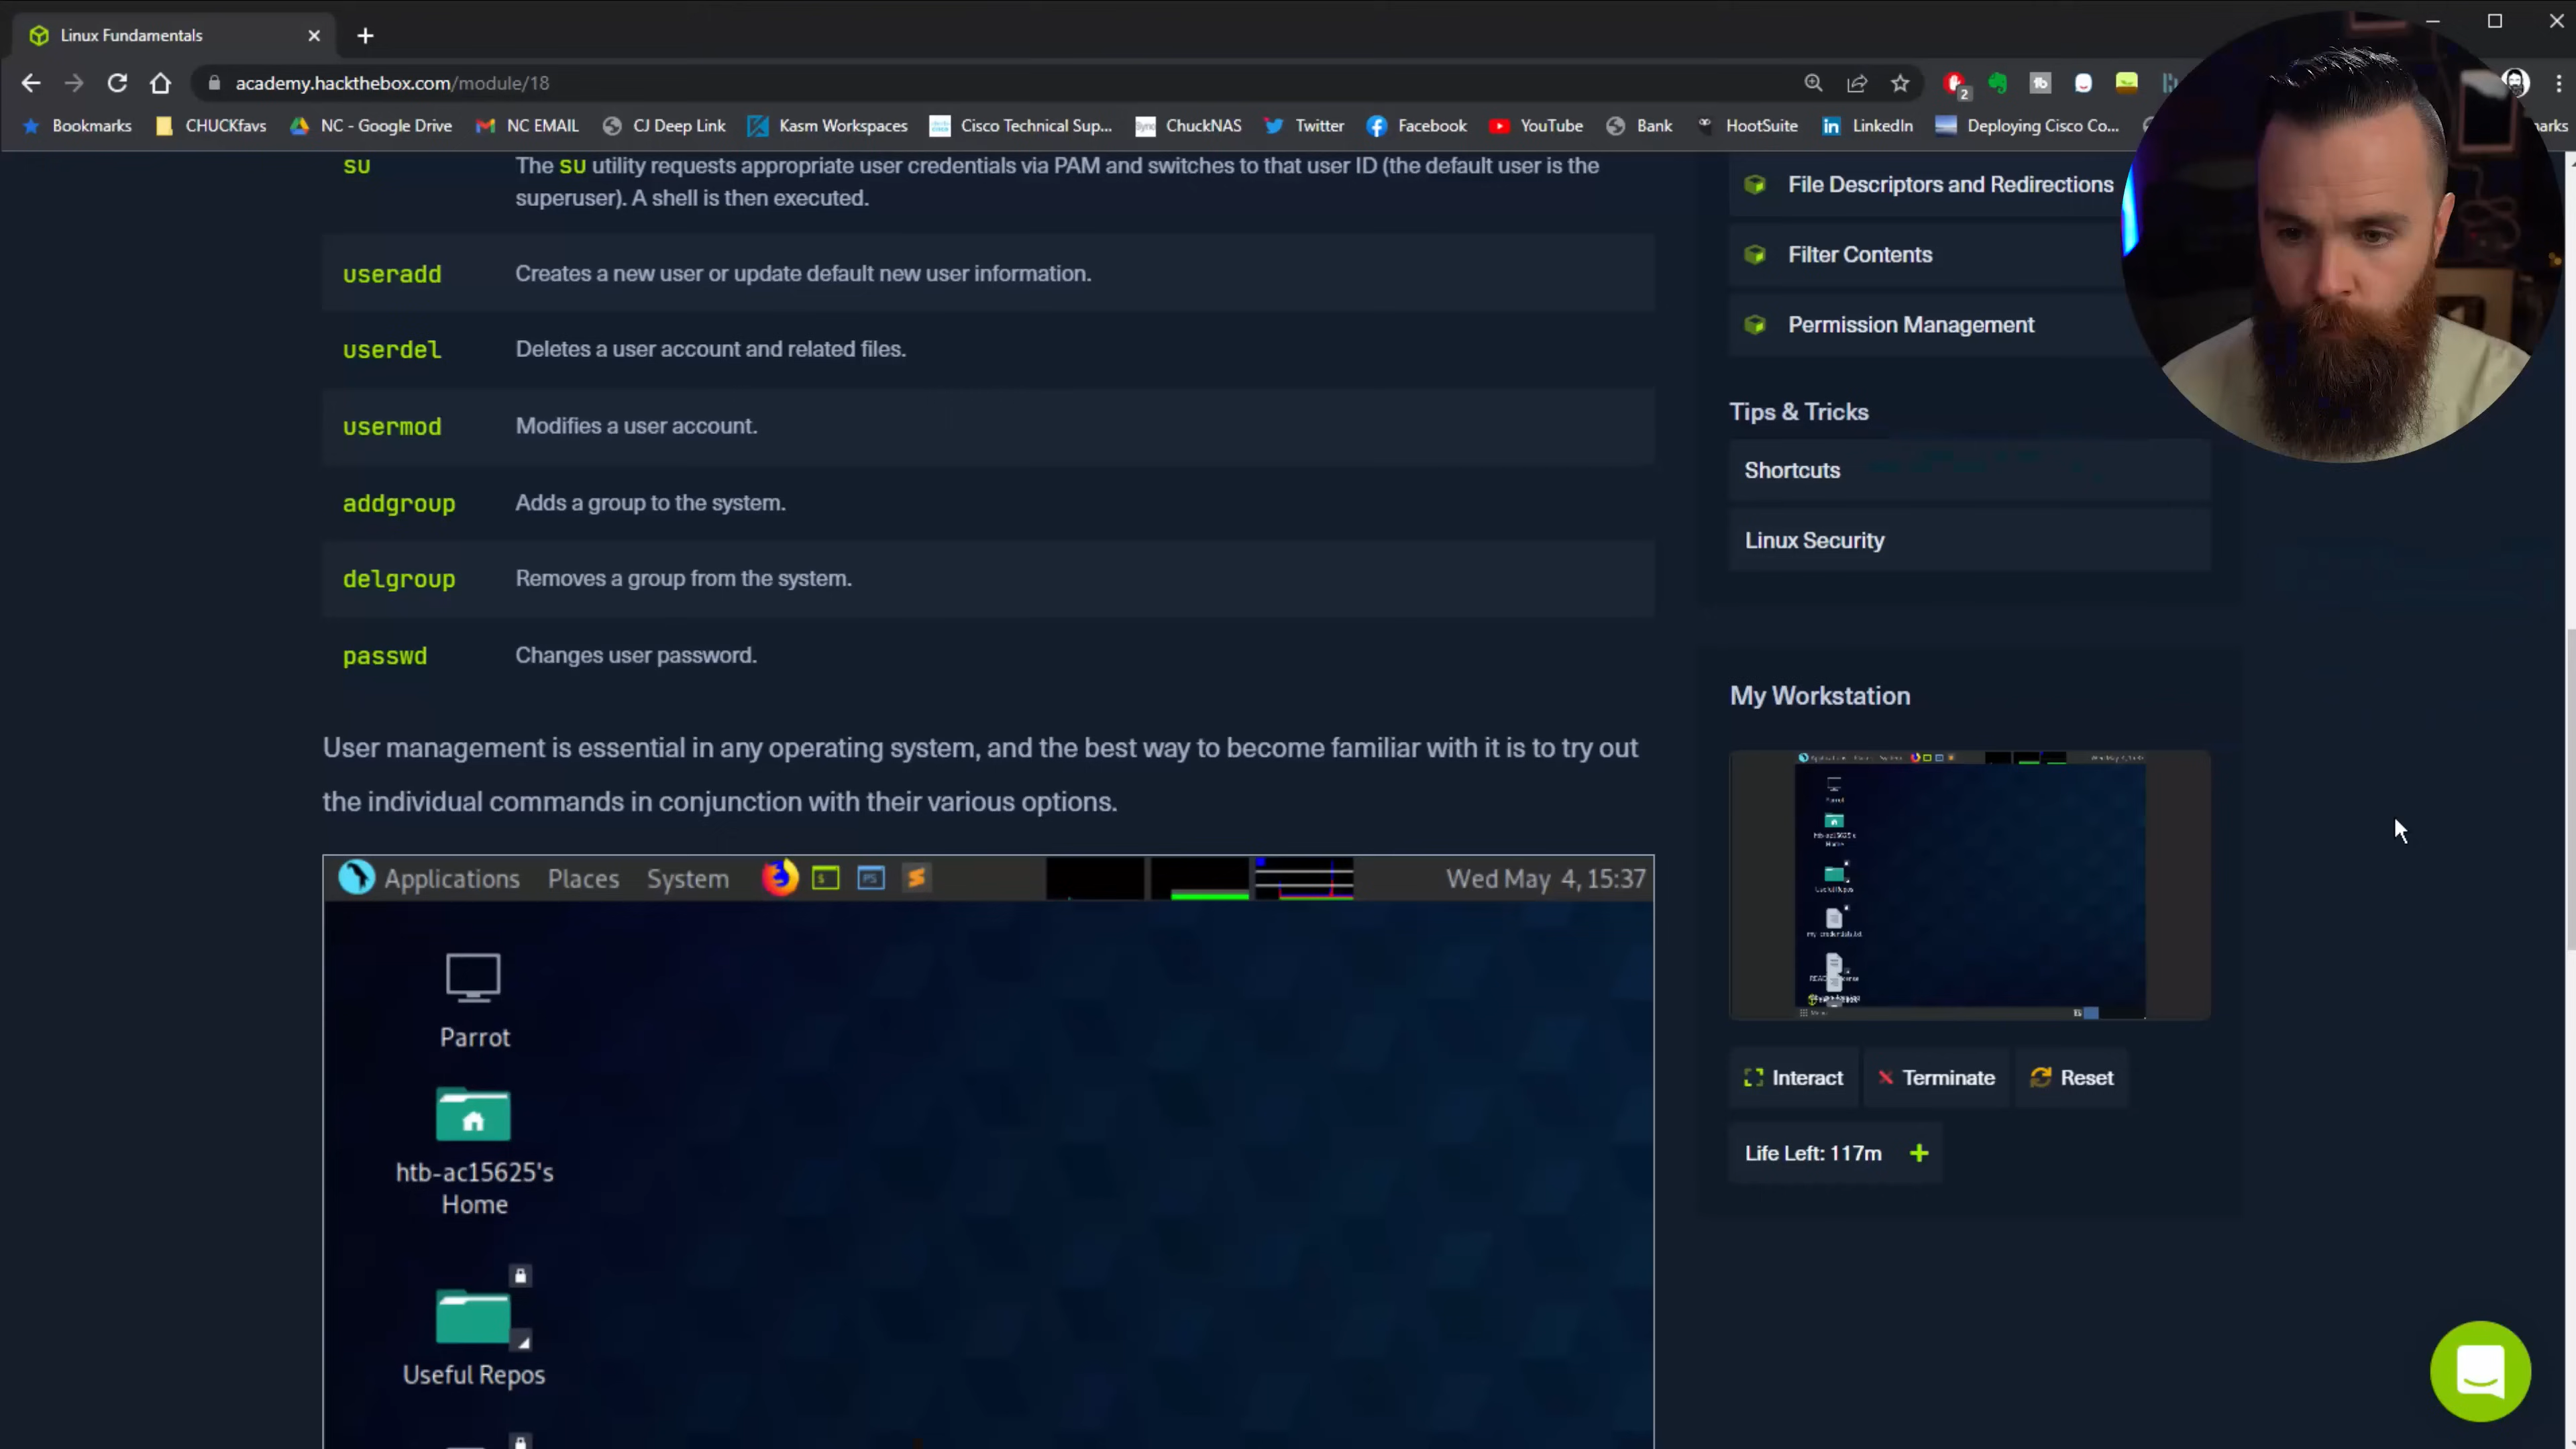 Linux Fundamentals
academy.hackthebox.com/module/18
2
Bookmarks
CHUCKfavs
NC - Google Drive
NC EMAIL
CJ Deep Link
Kasm Workspaces
Cisco Technical Sup...
ChuckNAS
Twitter
Facebook
YouTube
Bank
HootSuite
LinkedIn
Deploying Cisco Co...
su
The su utility requests appropriate user credentials via PAM and switches to that user ID (the default user is the
superuser). A shell is then executed.
useradd
Creates a new user or update default new user information.
userdel
Deletes a user account and related files.
usermod
Modifies a user account.
addgroup
Adds a group to the system.
delgroup
Removes a group from the system.
passwd
Changes user password.
User management is essential in any operating system, and the best way to become familiar with it is to try out
the individual commands in conjunction with their various options.
Applications
Places
System
Wed May 4, 15:37
Parrot
htb-ac15625's
Home
Useful Repos
File Descriptors and Redirections
Filter Contents
Permission Management
Tips & Tricks
Shortcuts
Linux Security
My Workstation
Interact
Terminate
Reset
Life Left: 117m